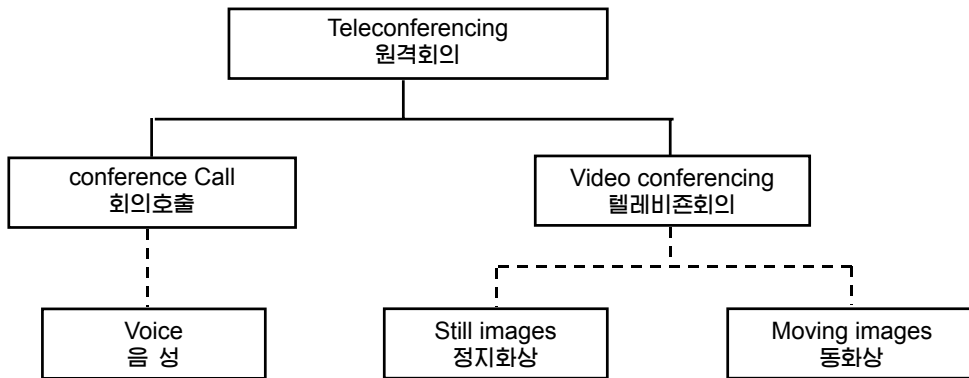 Teleconferencing
원격회의
conference Call
회의호출
Video conferencing
텔레비죤회의
Voice
음 성
Still images
정지화상
Moving images
동화상